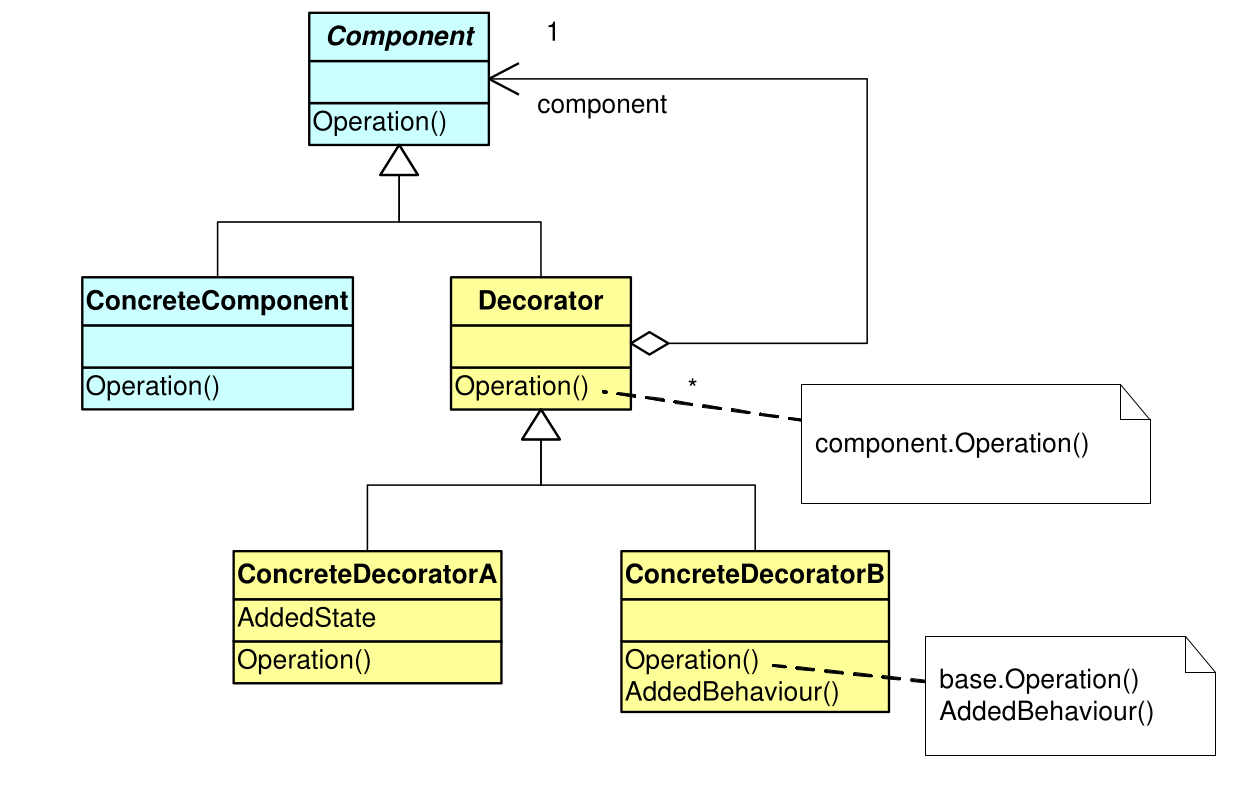 Component
1
component
Operation()
ConcreteComponent
Operation()
Decorator
Operation()
*
component.Operation()
ConcreteDecoratorA
AddedState
Operation()
ConcreteDecoratorB
Operation()
AddedBehaviour()
base.Operation()
AddedBehaviour()